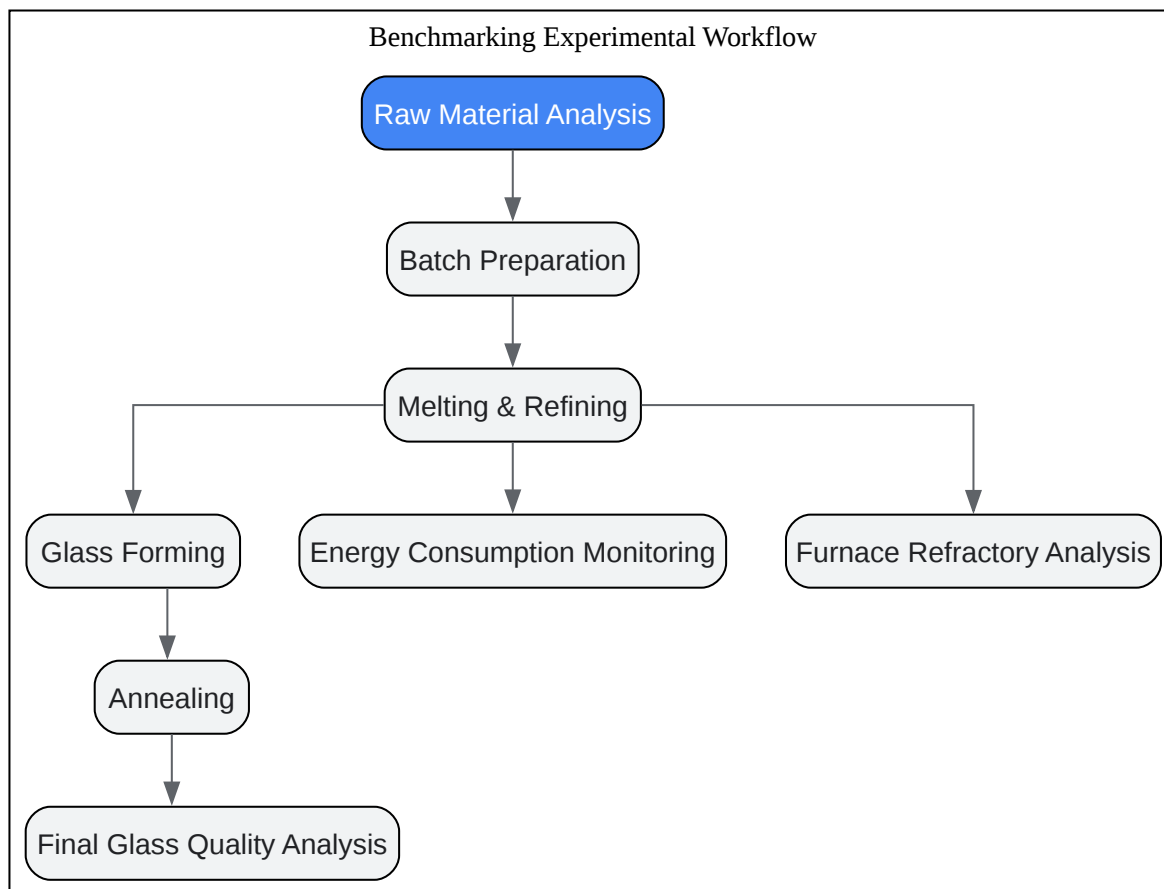 Benchmarking Experimental Workflow
Raw Material Analysis
Batch Preparation
Melting & Refining
Glass Forming
Energy Consumption Monitoring
Furnace Refractory Analysis
Annealing
Final Glass Quality Analysis